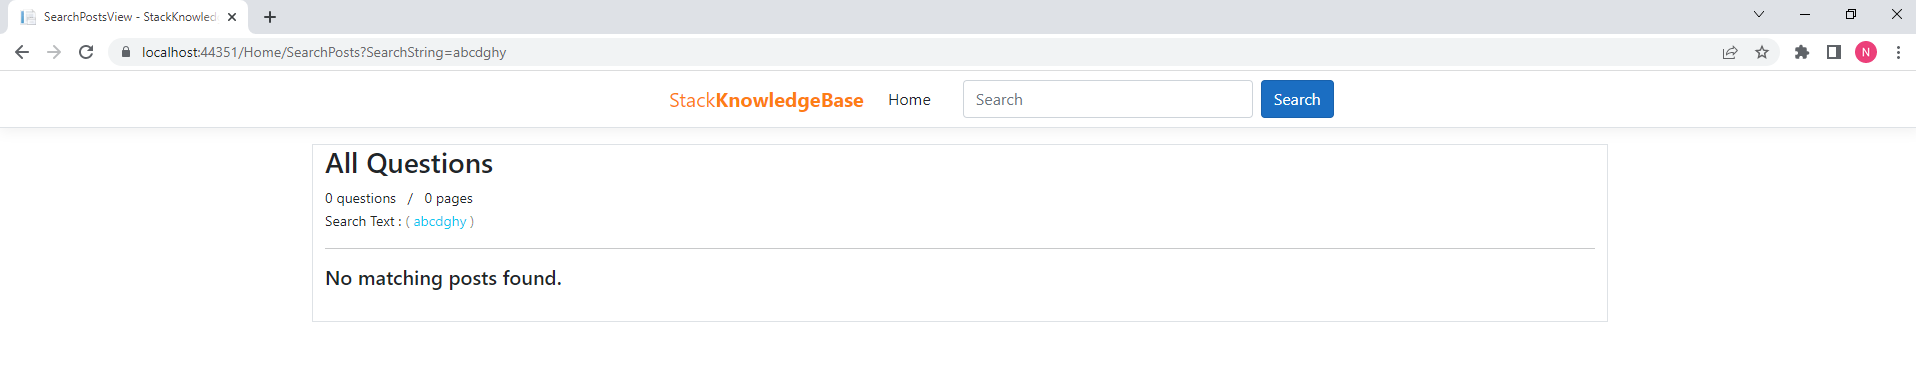 SearchPostsView - StackKnowled
localhost:44351/Home/SearchPosts?SearchString=abcdghy
N
StackKnowledgeBase Home Search Search
All Questions
0 questions / 0 pages
Search Text : ( abcdghy )
No matching posts found.